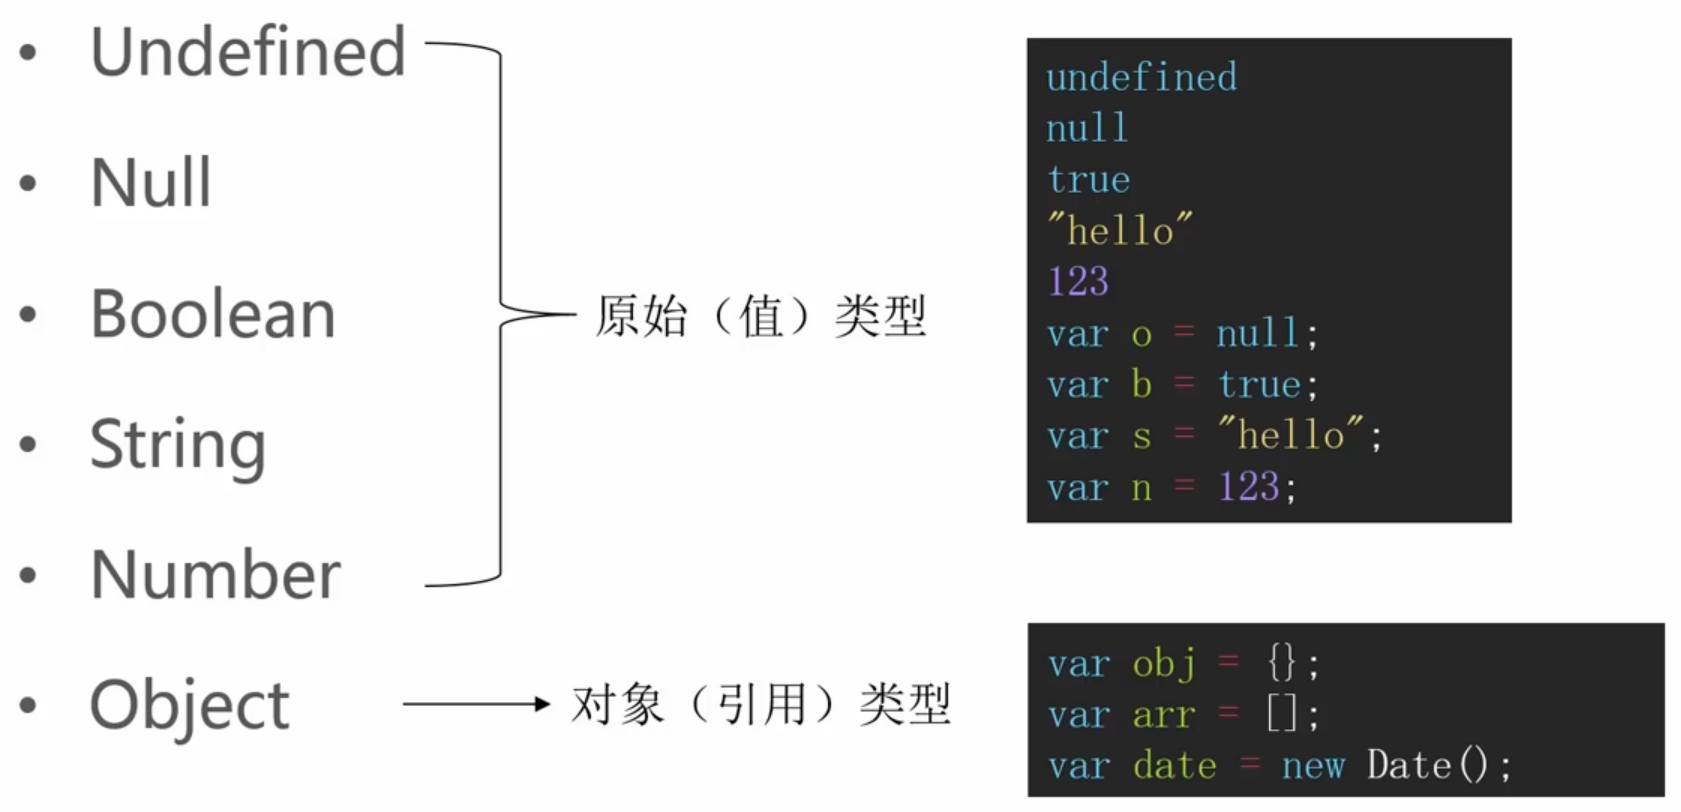 • Undefined
• Null
• Boolean
• String
• Number
• Object
原始（值）类型
对象（引用）类型
undefined
null
true
"hello"
123
var o = null;
var b = true;
var s = "hello";
var n = 123;
var obj = {};
var arr = [];
var date = new Date();